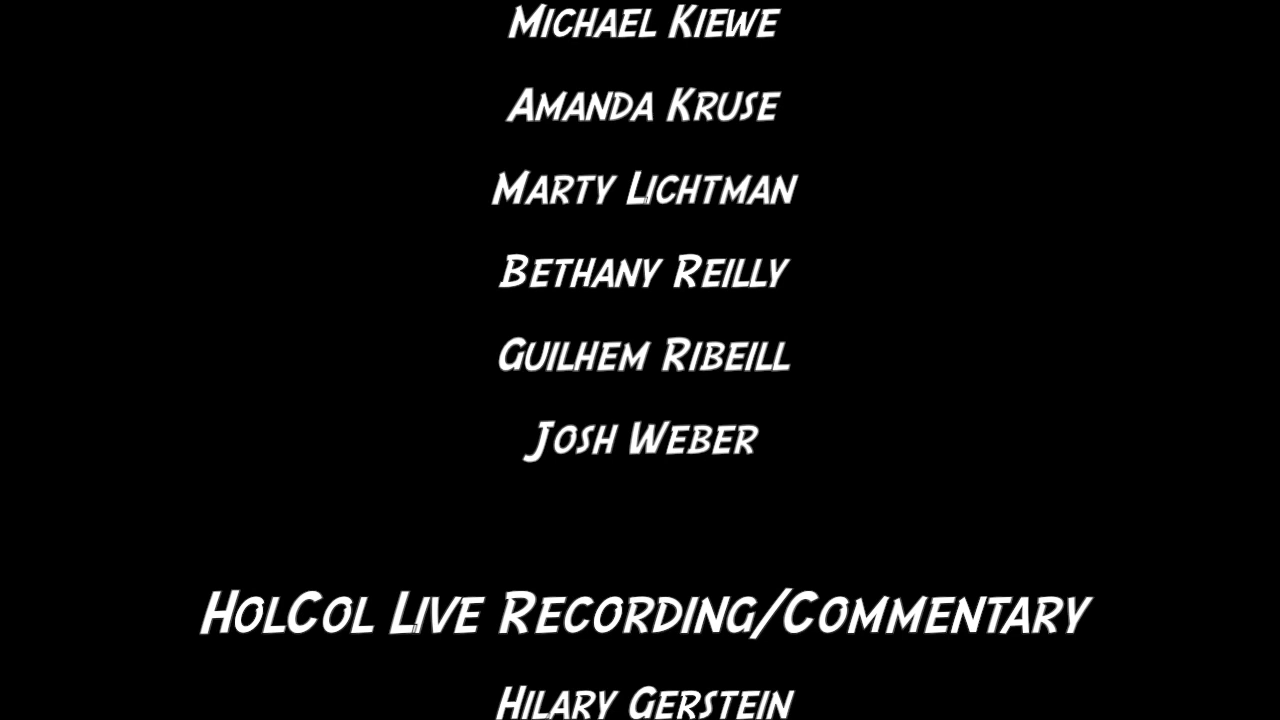 Michael Kiewe
Amanda Kruse
Marty Lichtman
Bethany Reilly
Guilhem Ribeill
Josh Weber
HolCol Live Recording/Commentary
Hilary Gerstein